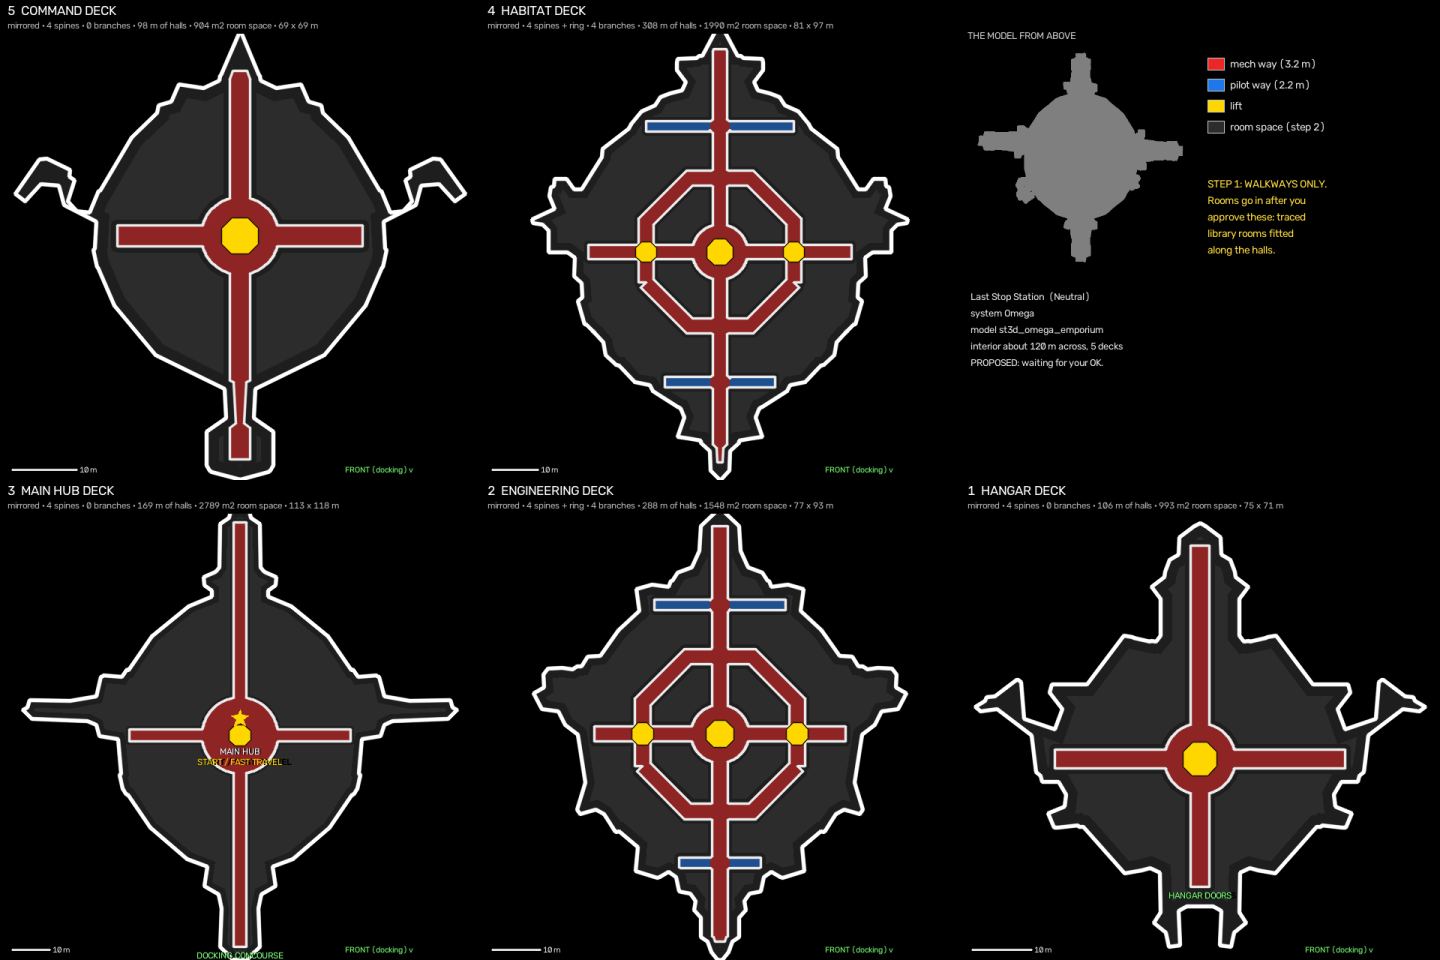 5 COMMAND DECK
mirrored • 4 spines • 0 branches • 98 m of halls • 904 m2 room space • 69 x 69 m
10 m
FRONT (docking) v
4 HABITAT DECK
mirrored • 4 spines + ring • 4 branches • 308 m of halls • 1990 m2 room space • 81 x 97 m
10 m
FRONT (docking) v
THE MODEL FROM ABOVE
mech way (3.2 m)
pilot way (2.2 m)
lift
room space (step 2)
STEP 1: WALKWAYS ONLY.
Rooms go in after you
approve these: traced
library rooms fitted
along the halls.
Last Stop Station (Neutral)
system Omega
model st3d_omega_emporium
interior about 120 m across, 5 decks
PROPOSED: waiting for your OK.
3 MAIN HUB DECK
mirrored • 4 spines • 0 branches • 169 m of halls • 2789 m2 room space • 113 x 118 m
MAIN HUB
START / FAST TRAVEL
10 m
DOCKING CONCOURSE
FRONT (docking) v
2 ENGINEERING DECK
mirrored • 4 spines + ring • 4 branches • 288 m of halls • 1548 m2 room space • 77 x 93 m
10 m
FRONT (docking) v
1 HANGAR DECK
mirrored • 4 spines • 0 branches • 106 m of halls • 993 m2 room space • 75 x 71 m
HANGAR DOORS
10 m
FRONT (docking) v